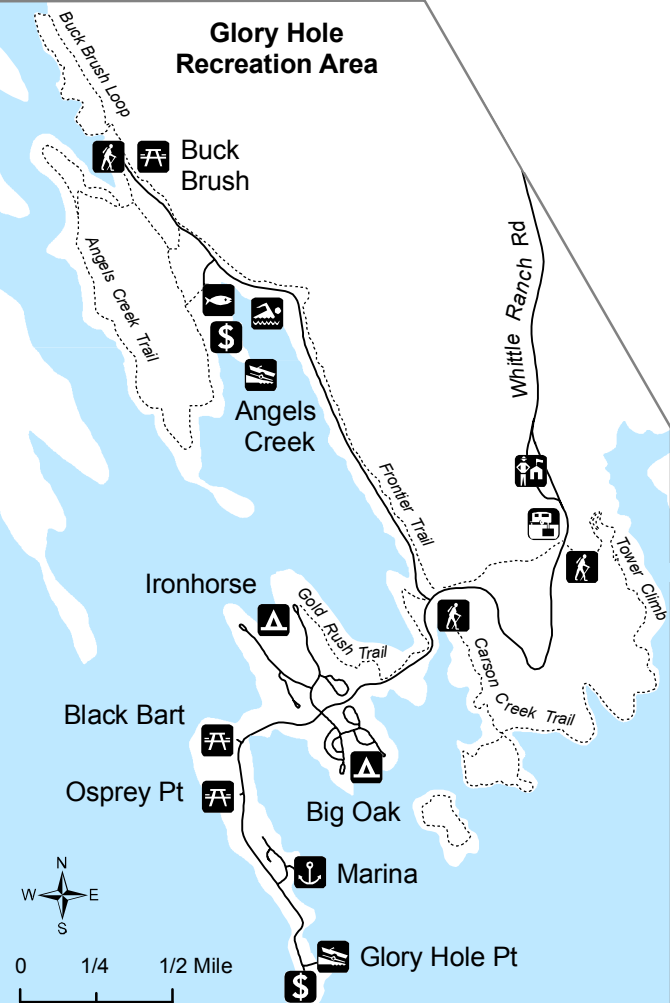 Glory Hole
Recreation Area
Buck Brush Loop
Buck
Brush
Angels Creek Trail
Whittle Ranch Rd
$
Angels
Creek
Frontier Trail
Tower Climb
Ironhorse
Gold Rush Trail
Carson Creek Trail
Black Bart
Osprey Pt
Big Oak
Marina
N
W E
S
Glory Hole Pt
0 1/4 1/2 Mile
$